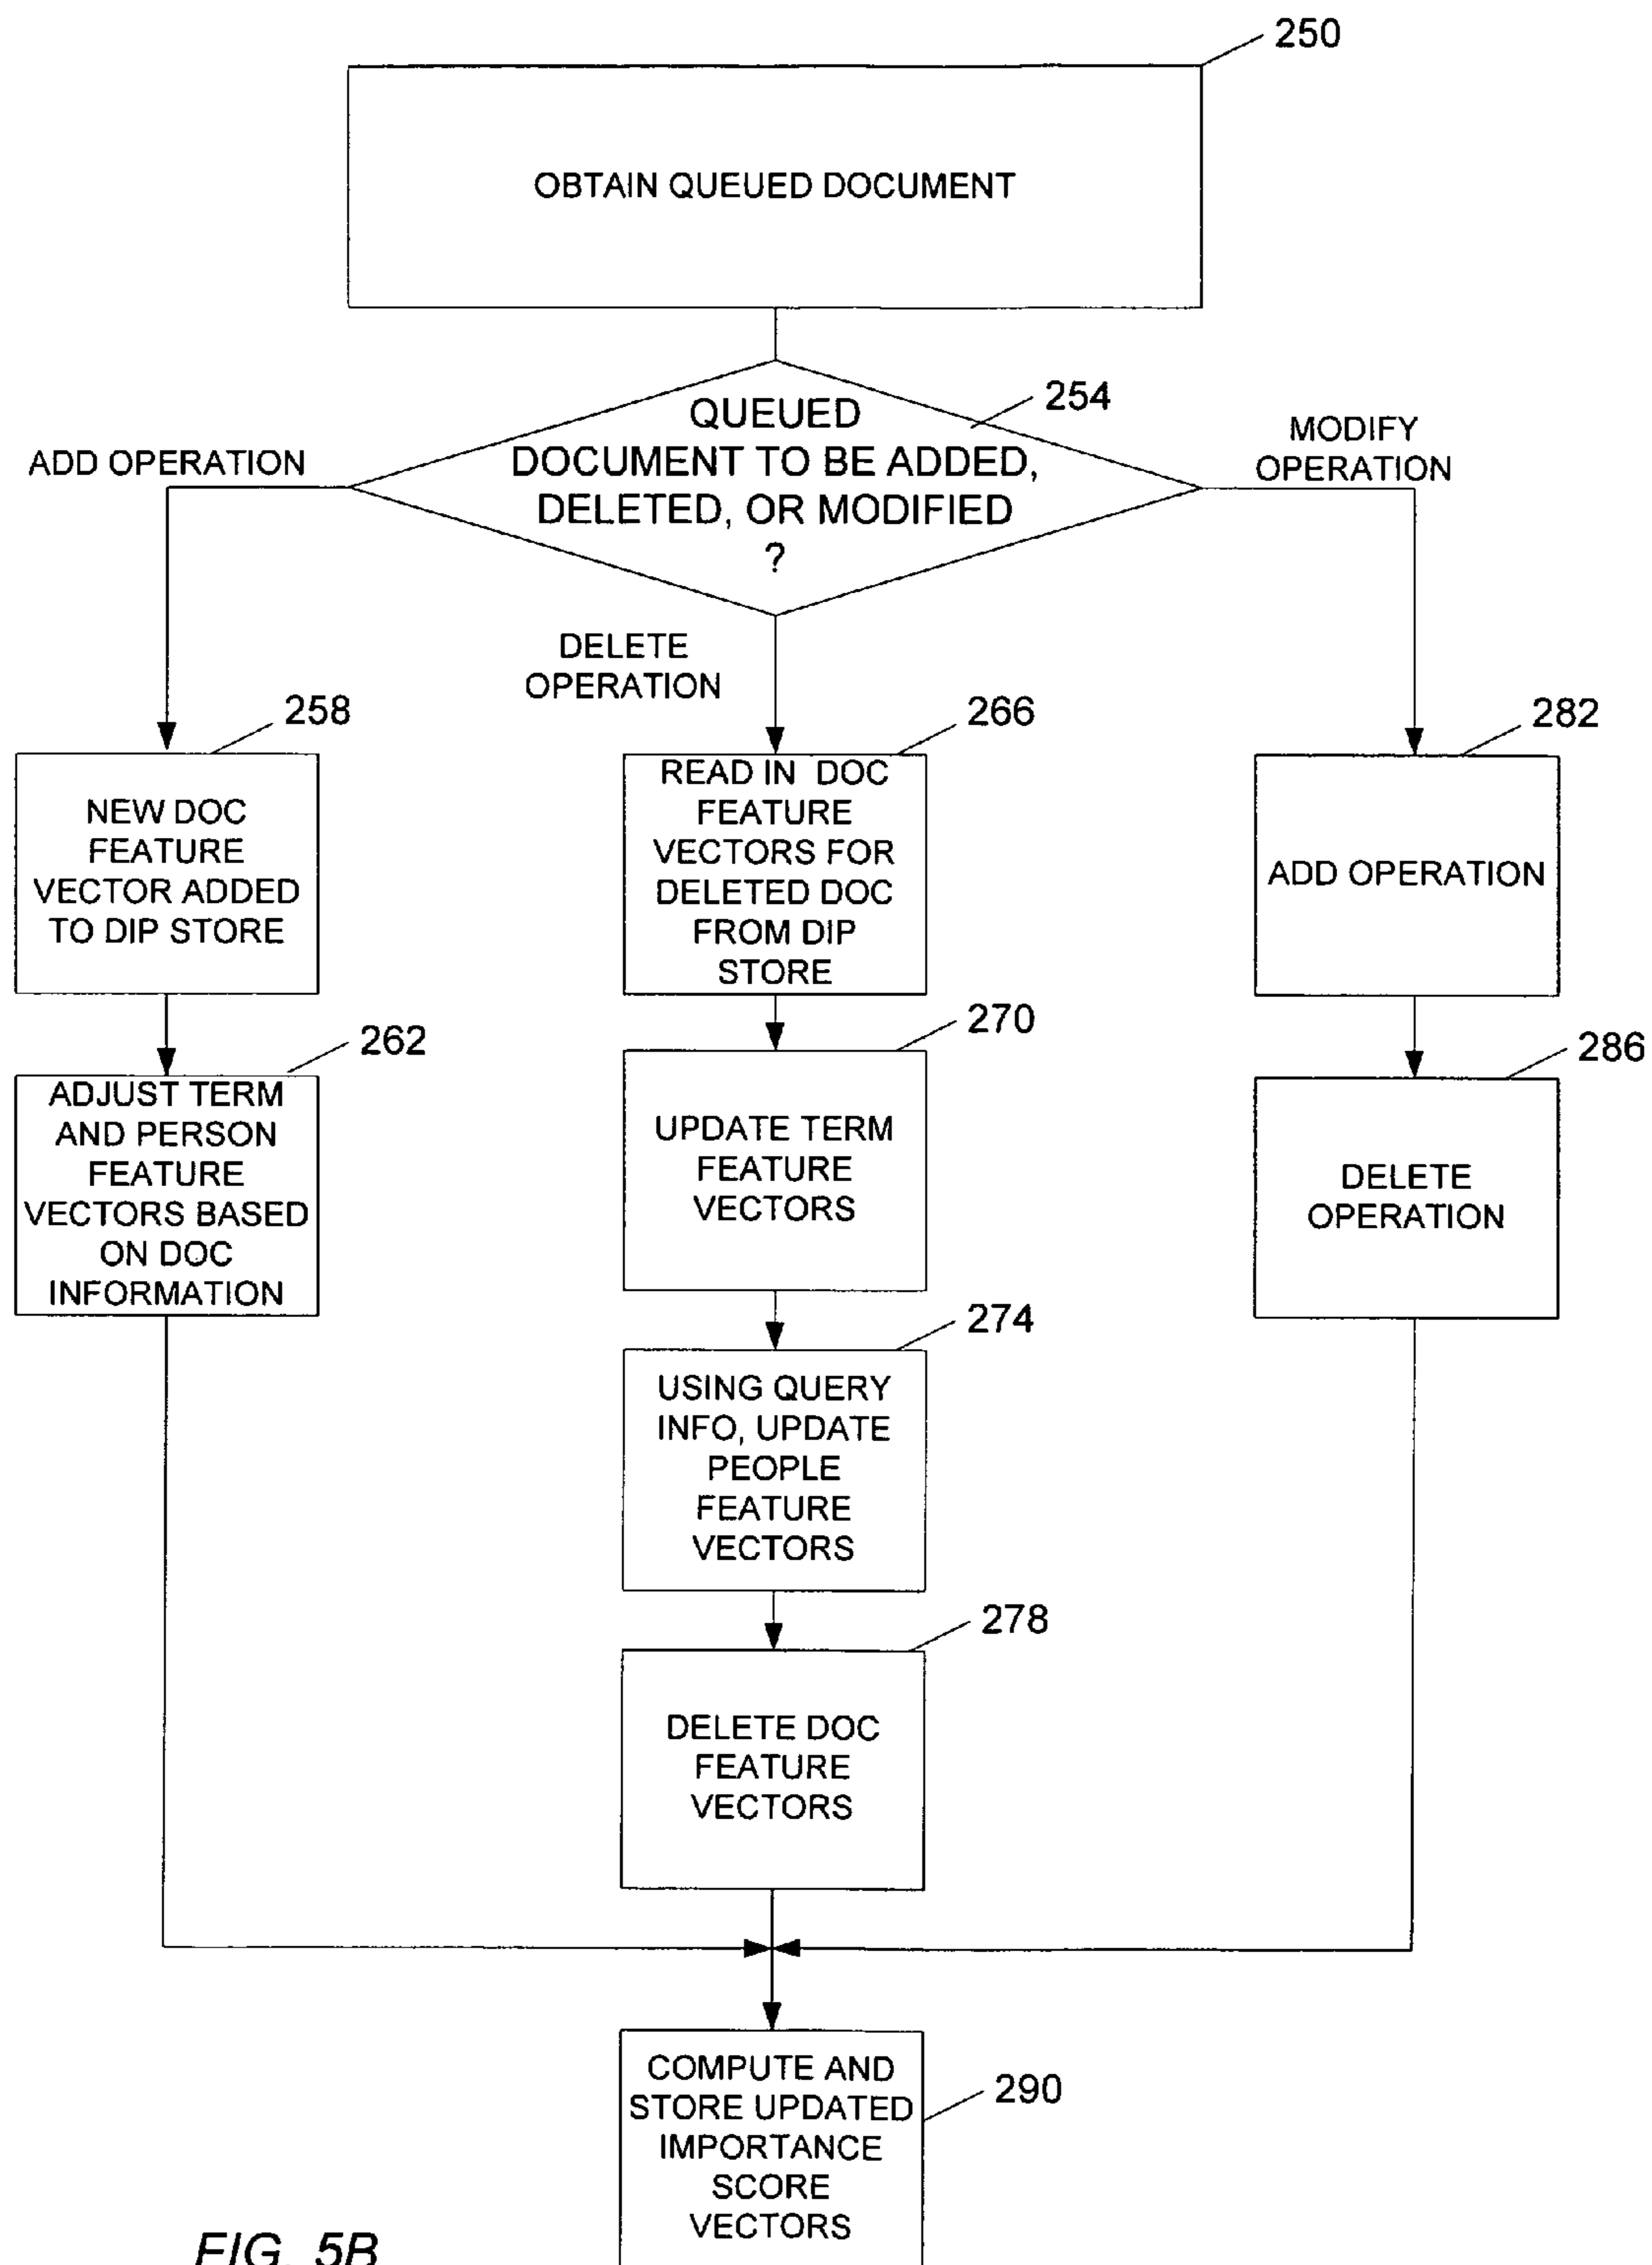 250
OBTAIN QUEUED DOCUMENT
254
QUEUED
DOCUMENT TO BE ADDED,
DELETED, OR MODIFIED
?
ADD OPERATION
MODIFY
OPERATION
DELETE
OPERATION
258
NEW DOC
FEATURE
VECTOR ADDED
TO DIP STORE
266
READ IN DOC
FEATURE
VECTORS FOR
DELETED DOC
FROM DIP
STORE
282
ADD OPERATION
262
ADJUST TERM
AND PERSON
FEATURE
VECTORS BASED
ON DOC
INFORMATION
270
UPDATE TERM
FEATURE
VECTORS
286
DELETE
OPERATION
274
USING QUERY
INFO, UPDATE
PEOPLE
FEATURE
VECTORS
278
DELETE DOC
FEATURE
VECTORS
290
COMPUTE AND
STORE UPDATED
IMPORTANCE
SCORE
VECTORS
FIG. 5B